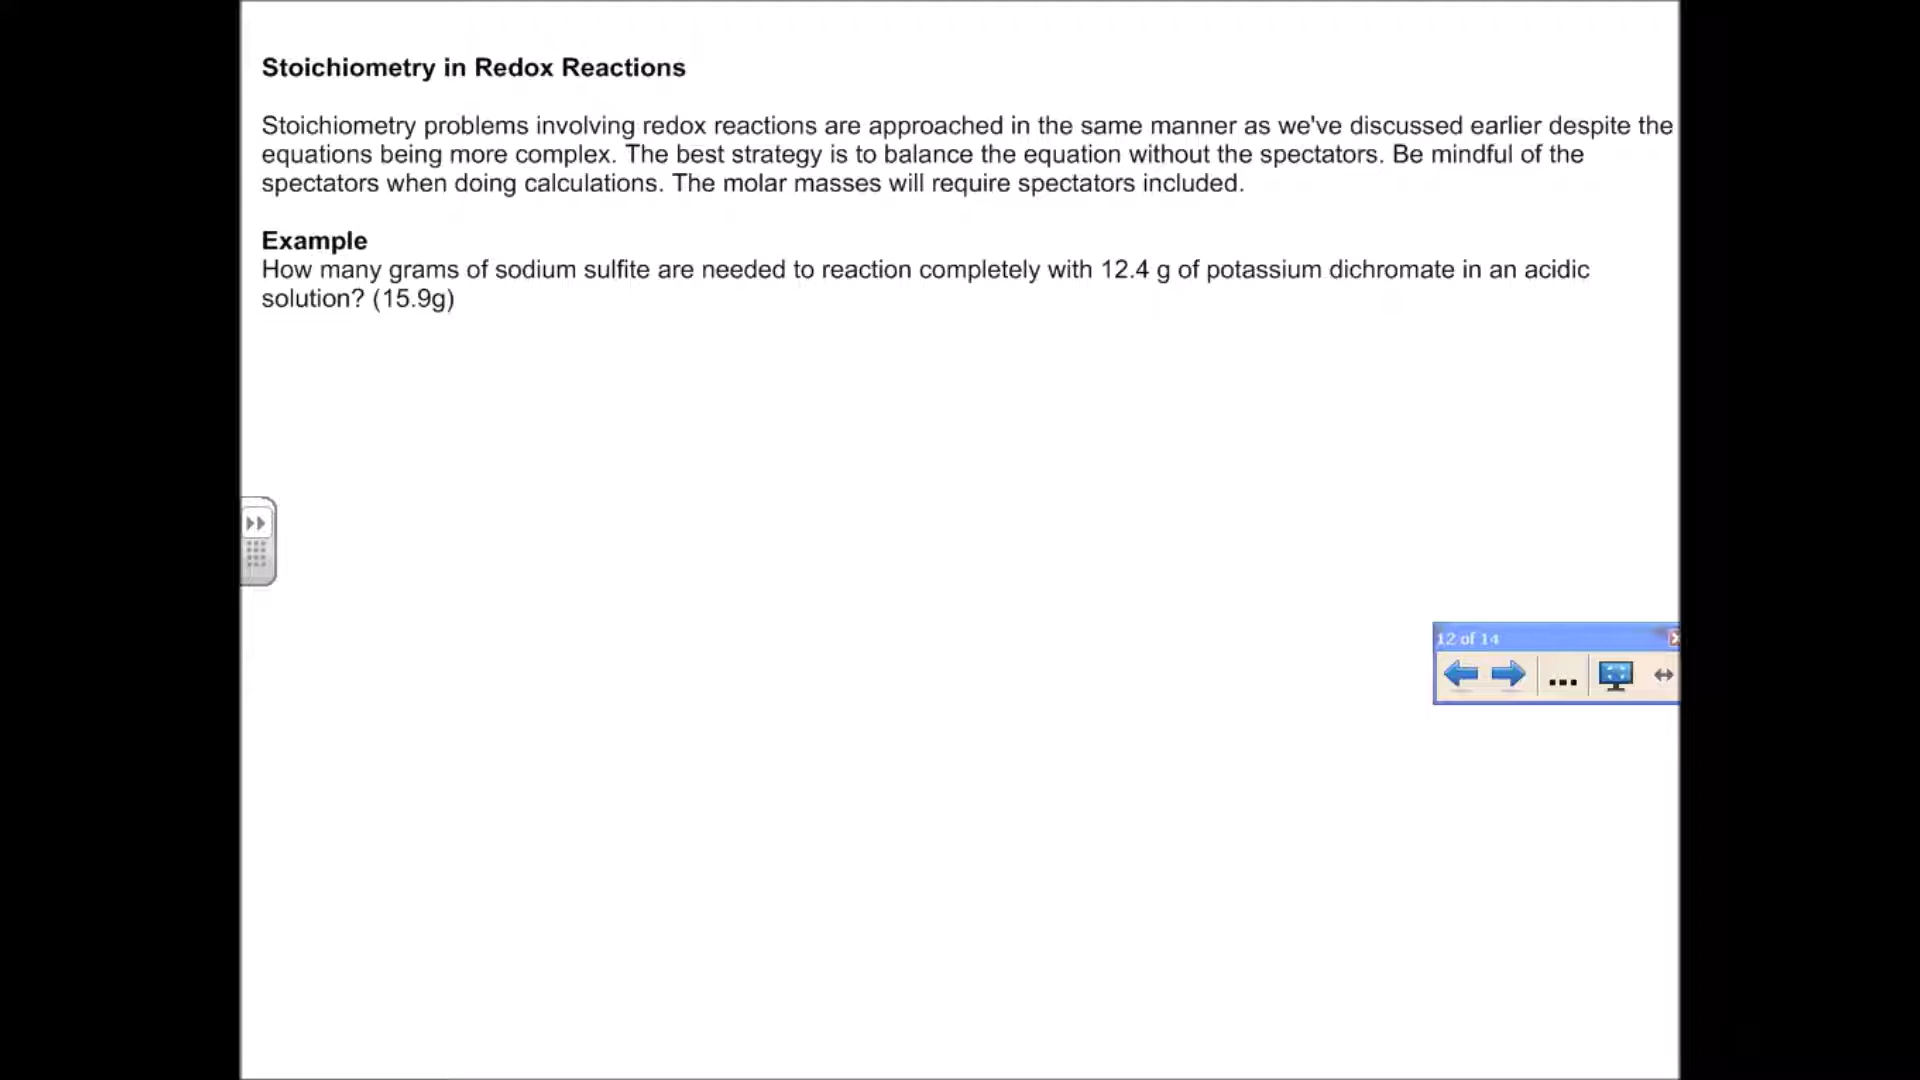 Stoichiometry in Redox Reactions
Stoichiometry problems involving redox reactions are approached in the same manner as we've discussed earlier despite the
equations being more complex. The best strategy is to balance the equation without the spectators. Be mindful of the
spectators when doing calculations. The molar masses will require spectators included.
Example
How many grams of sodium sulfite are needed to reaction completely with 12.4 g of potassium dichromate in an acidic
solution? (15.9g)
12 of 14
...